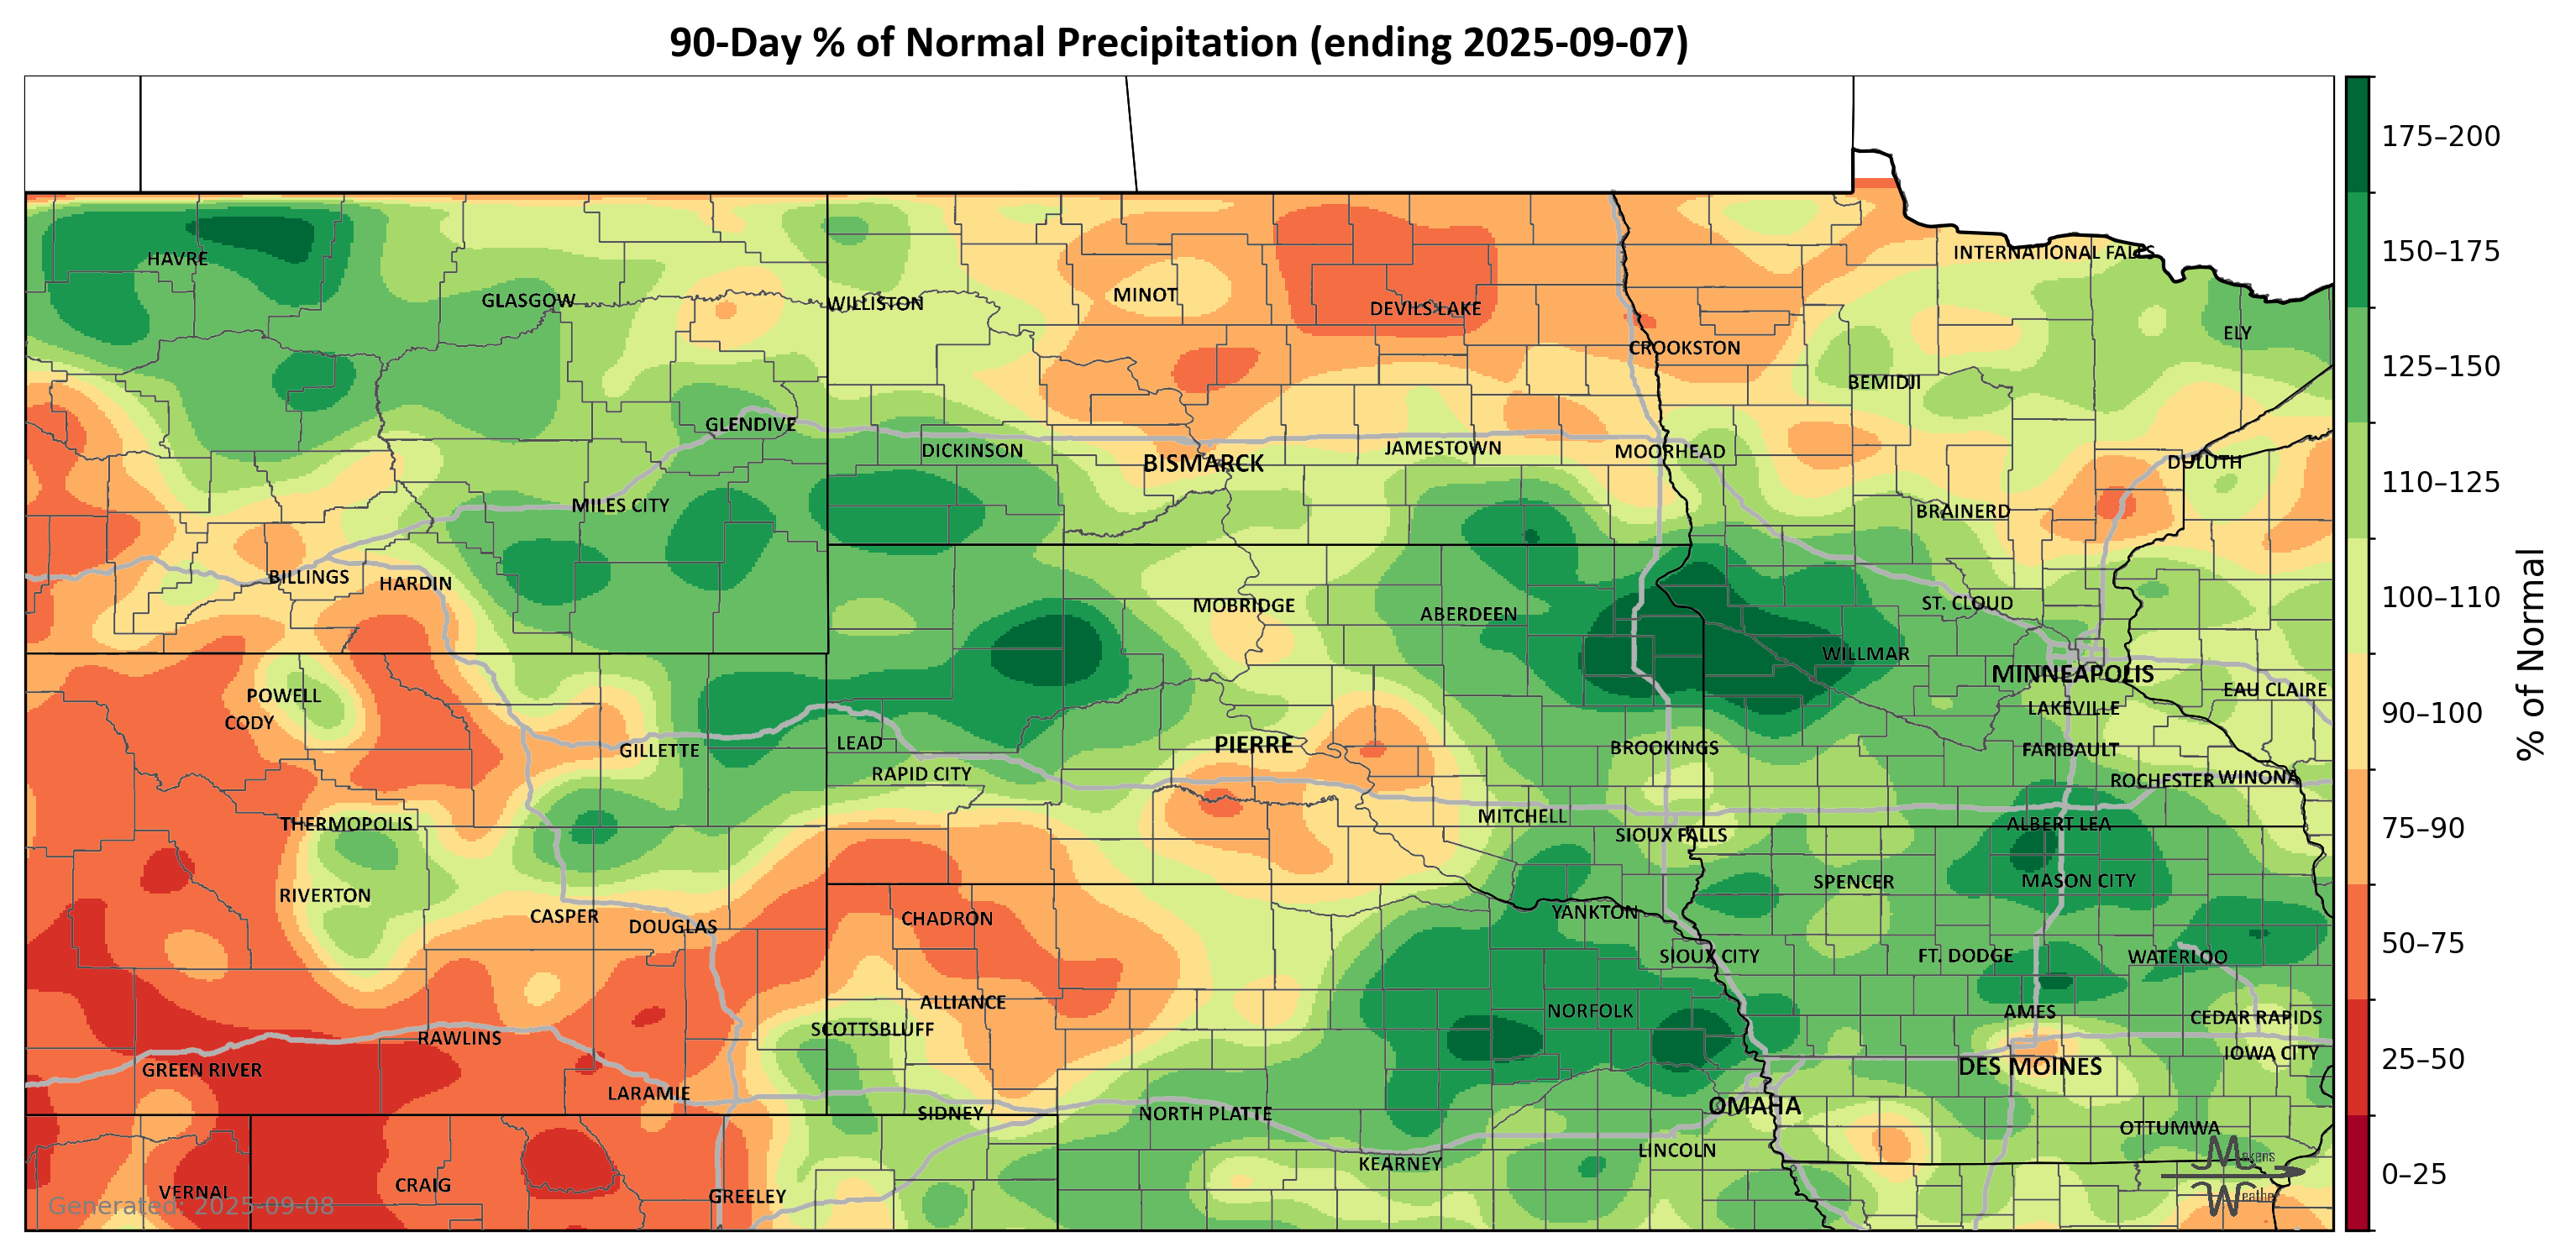 90-Day % of Normal Precipitation (ending 2025-09-07)
175–200
INTERNATIONAL FALLS
150–175
HAVRE
GLASGOW
WILLISTON
MINOT
DEVILS LAKE
125–150
ELY
CROOKSTON
BEMIDJI
GLENDIVE
DICKINSON
BISMARCK
JAMESTOWN
MOORHEAD
DULUTH
110–125
MILES CITY
BRAINERD
BILLINGS
HARDIN
MOBRIDGE
ABERDEEN
ST. CLOUD
100–110
WILLMAR
MINNEAPOLIS
EAU CLAIRE
% of Normal
POWELL
CODY
LAKEVILLE
90–100
GILLETTE
LEAD
RAPID CITY
PIERRE
BROOKINGS
FARIBAULT
ROCHESTER
WINONA
THERMOPOLIS
MITCHELL
SIOUX FALLS
ALBERT LEA
75–90
RIVERTON
SPENCER
MASON CITY
CASPER
DOUGLAS
CHADRON
YANKTON
SIOUX CITY
FT. DODGE
WATERLOO
50–75
ALLIANCE
SCOTTSBLUFF
NORFOLK
AMES
CEDAR RAPIDS
RAWLINS
GREEN RIVER
DES MOINES
IOWA CITY
25–50
LARAMIE
SIDNEY
NORTH PLATTE
OMAHA
OTTUMWA
LINCOLN
KEARNEY
Makens
Weather
0–25
VERNAL
CRAIG
GREELEY
Generated: 2025-09-08